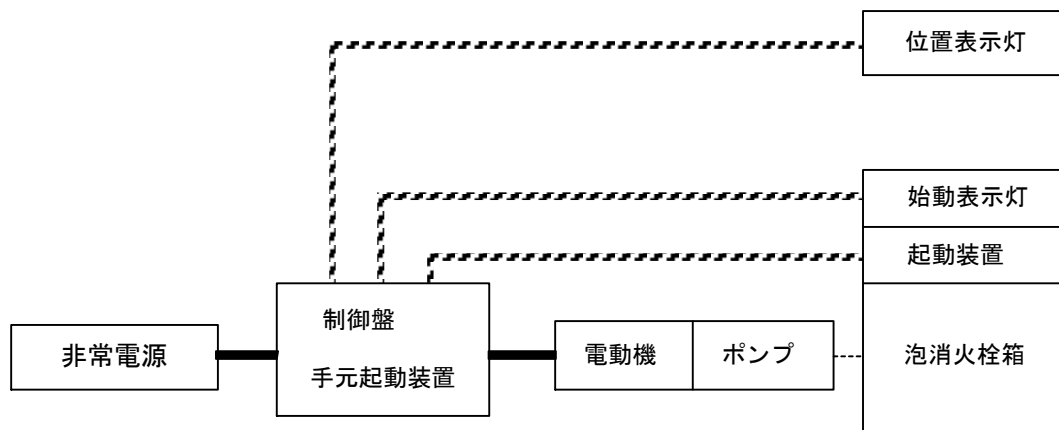 位置表示灯
始動表示灯
起動装置
制御盤
手元起動装置
非常電源
電動機
ポンプ
泡消火栓箱